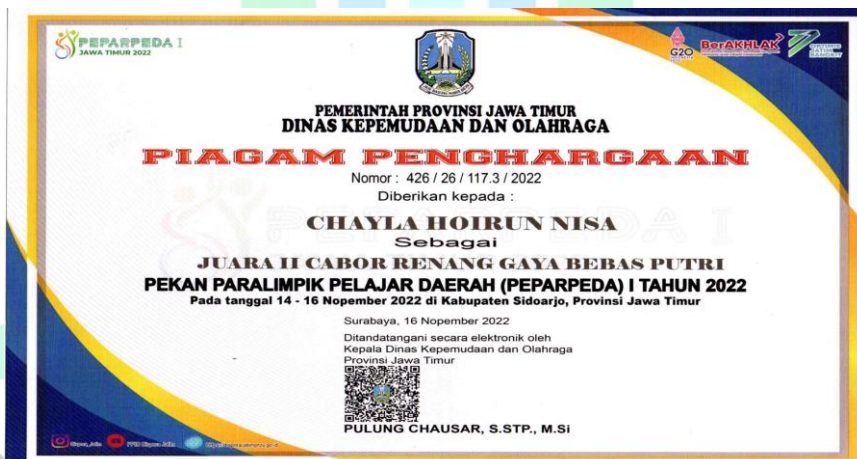 PEPARPEDA I
JAWA TIMUR 2022
G20
BerAKHLAK
PEMERINTAH PROVINSI JAWA TIMUR
DINAS KEPEMUDAAN DAN OLAHRAGA
PIAGAM PENGHARGAAN
Nomor : 426 / 26 / 117.3 / 2022
Diberikan kepada :
CHAYLA HOIRUN NISA
Sebagai
JUARA II CABOR RENANG GAYA BEBAS PUTRI
PEKAN PARALIMPIK PELAJAR DAERAH (PEPARPEDA) I TAHUN 2022
Pada tanggal 14 - 16 Nopember 2022 di Kabupaten Sidoarjo, Provinsi Jawa Timur
Surabaya, 16 Nopember 2022
Ditandatangani secara elektronik oleh
Kepala Dinas Kepemudaan dan Olahraga
Provinsi Jawa Timur
PULUNG CHAUSAR, S.STP., M.Si